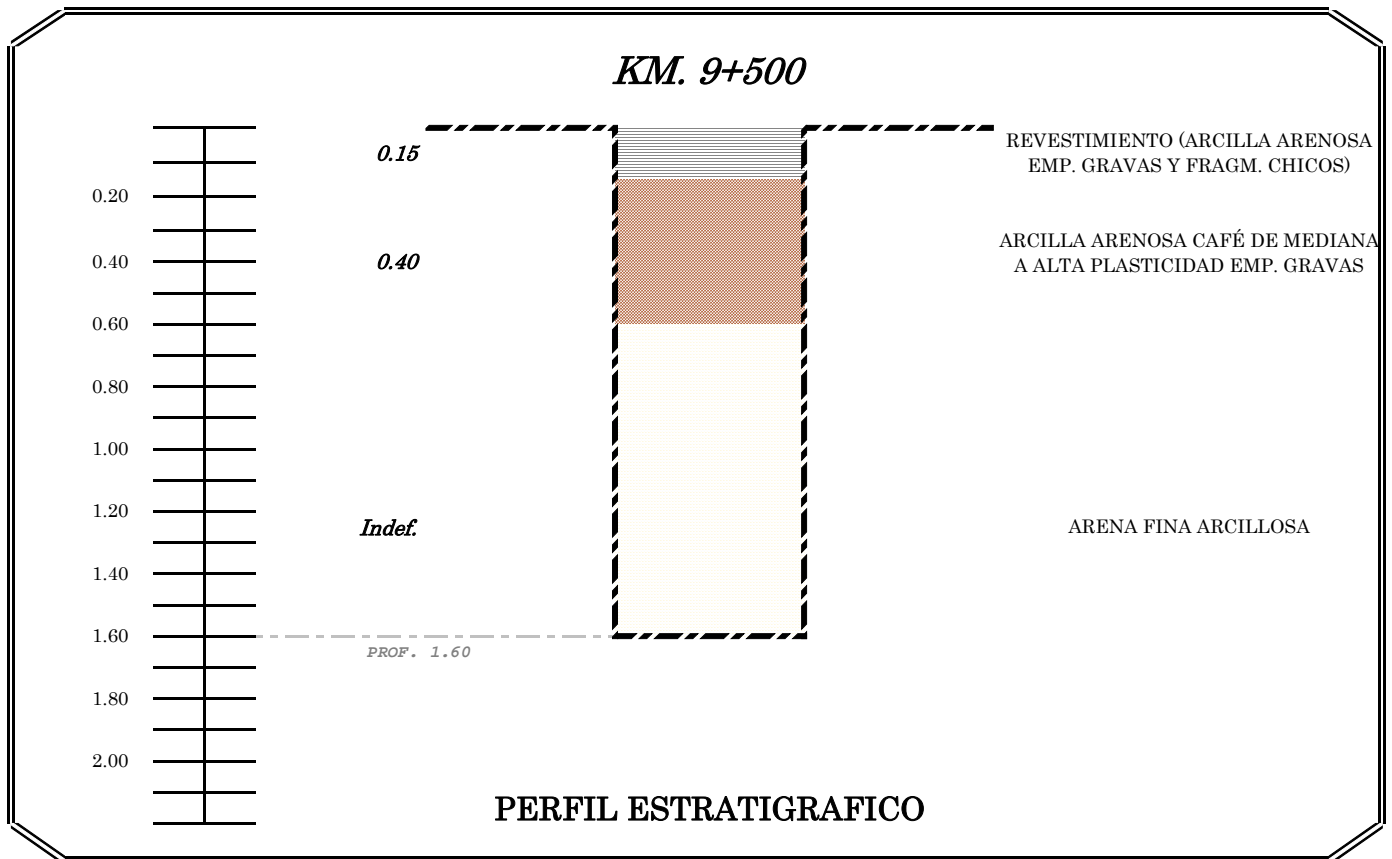 KM. 9+500
0.15
REVESTIMIENTO (ARCILLA ARENOSA
EMP. GRAVAS Y FRAGM. CHICOS)
0.20
0.40
0.40
ARCILLA ARENOSA CAFÉ DE MEDIANA
A ALTA PLASTICIDAD EMP. GRAVAS
0.60
0.80
1.00
1.20
Indef.
ARENA FINA ARCILLOSA
1.40
1.60
PROF. 1.60
1.80
2.00
PERFIL ESTRATIGRAFICO